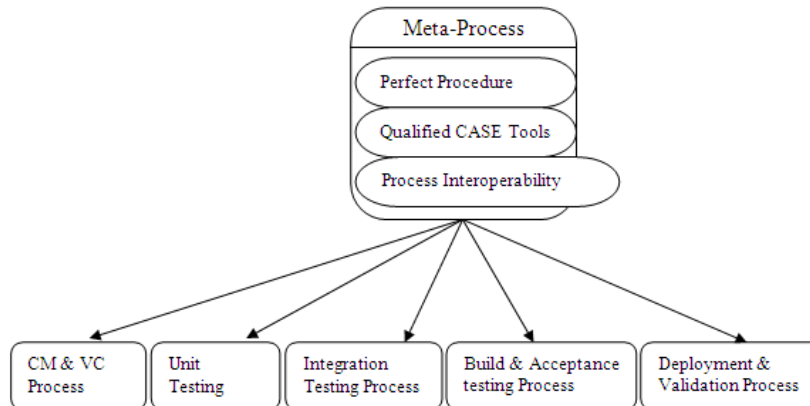 Meta-Process
Perfect Procedure
Qualified CASE Tools
Process Interoperability
CM & VC
Process
Unit
Testing
Integration
Testing Process
Build & Acceptance
testing Process
Deployment &
Validation Process